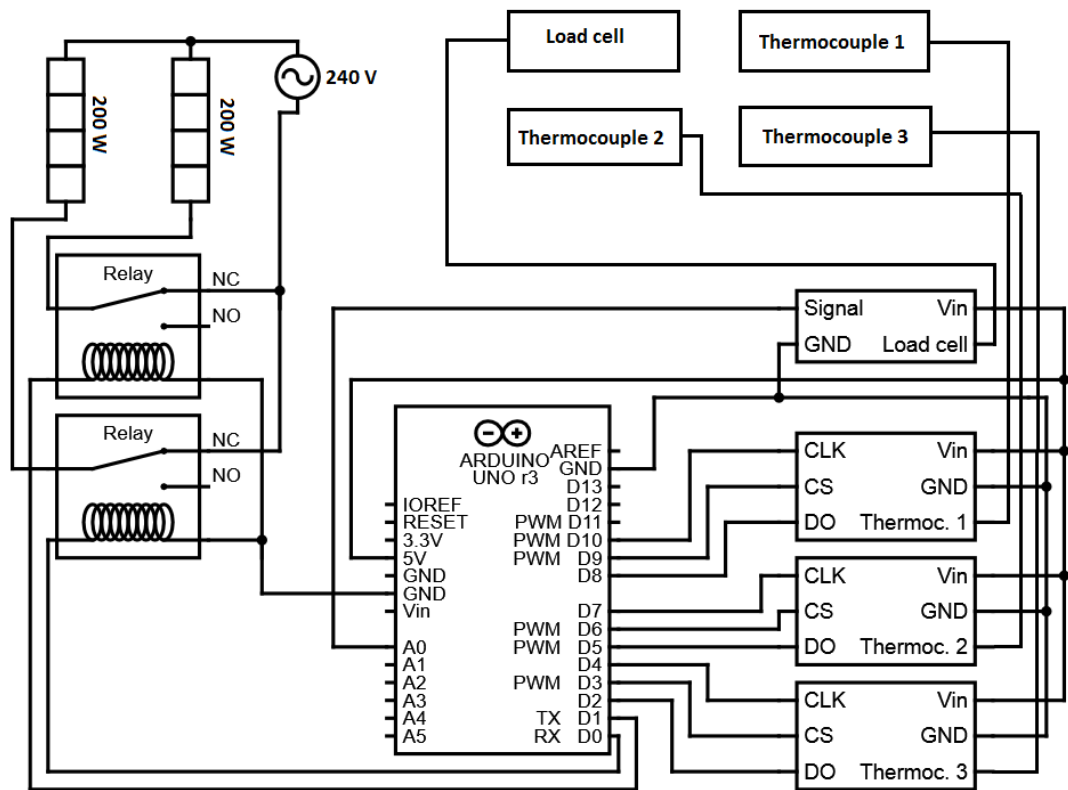 Load cell
Thermocouple 1
240 V
200 W
200 W
Thermocouple 2
Thermocouple 3
Relay
NC
NO
Signal
Vin
GND
Load cell
Relay
NC
NO
ARDUINO
UNO r3
IOREF
RESET
3.3V
5V
GND
GND
Vin
A0
A1
A2
A3
A4
A5
AREF
GND
D13
D12
PWM D11
PWM D10
PWM D9
D8
D7
PWM D6
PWM D5
D4
PWM D3
D2
TX D1
RX D0
CLK
Vin
CS
GND
DO
Thermoc. 1
CLK
Vin
CS
GND
DO
Thermoc. 2
CLK
Vin
CS
GND
DO
Thermoc. 3